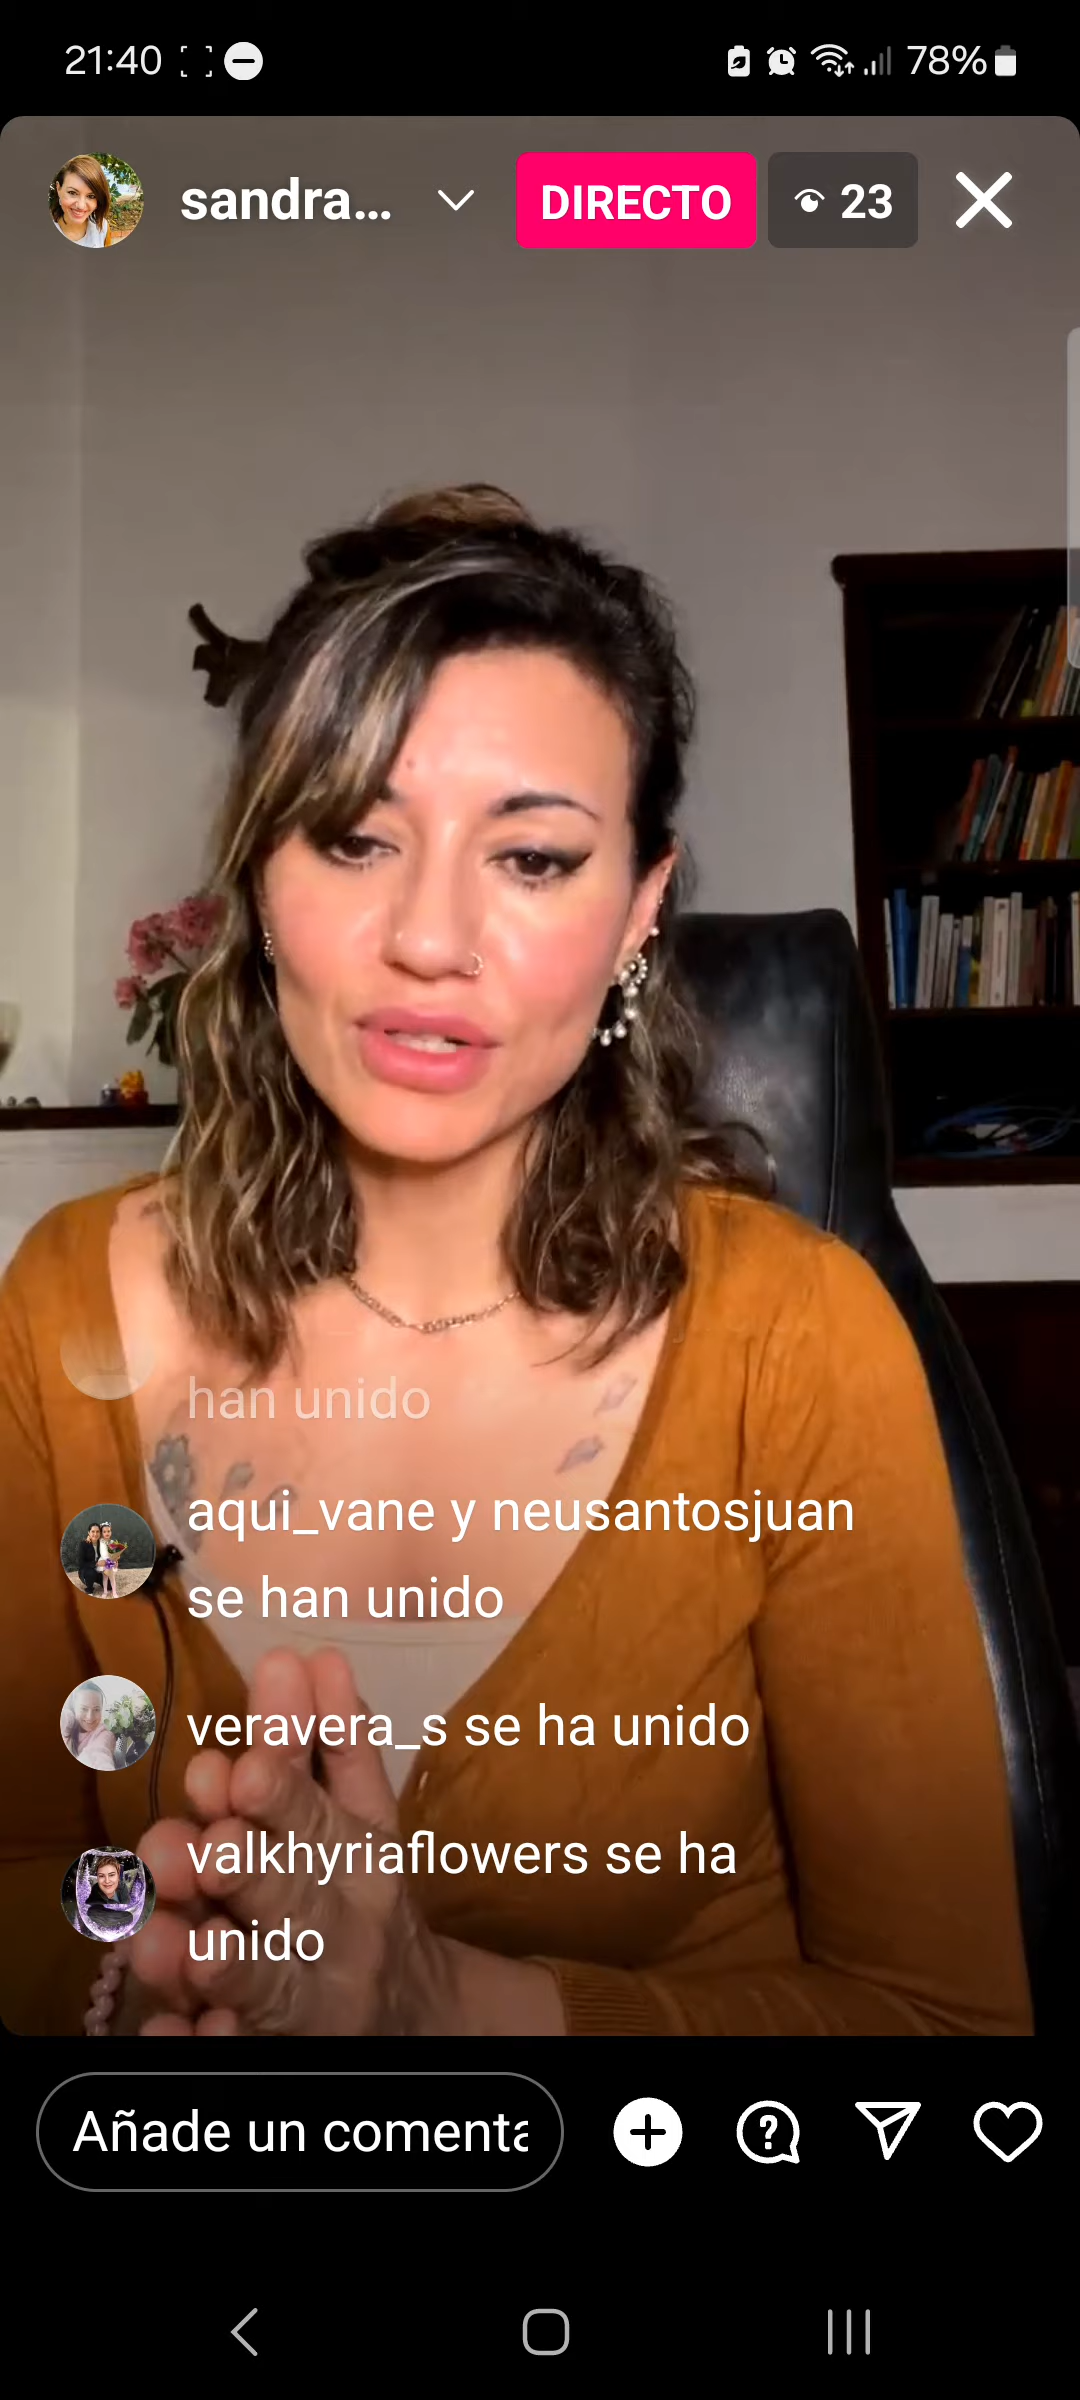 21:40
78%
sandra...
DIRECTO
23
han unido
aqui_vane y neusantosjuan
se han unido
veravera_s se ha unido
valkhyriaflowers se ha
unido
Añade un comenta